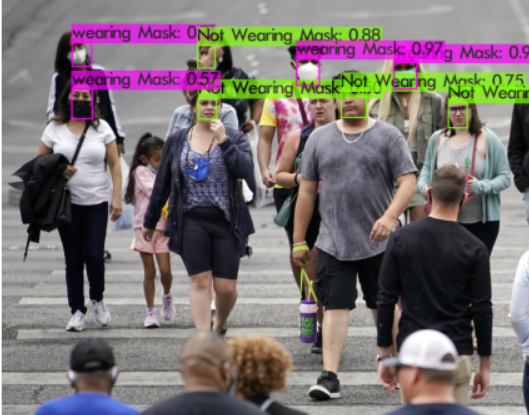 wearing Mask: 0.
Not Wearing Mask: 0.88
wearing Mask: 0.97
g Mask: 0.9
wearing Mask: 0.57
Not Wearing Mask:
Not Wearing Mask: 0.75
Not Wearin